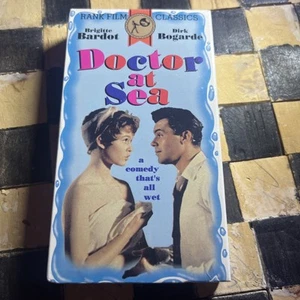 RANK FILM CLASSICS
Brigitte Bardot
Dirk Bogarde
Doctor
at
Sea
a
comedy
that's
all
wet